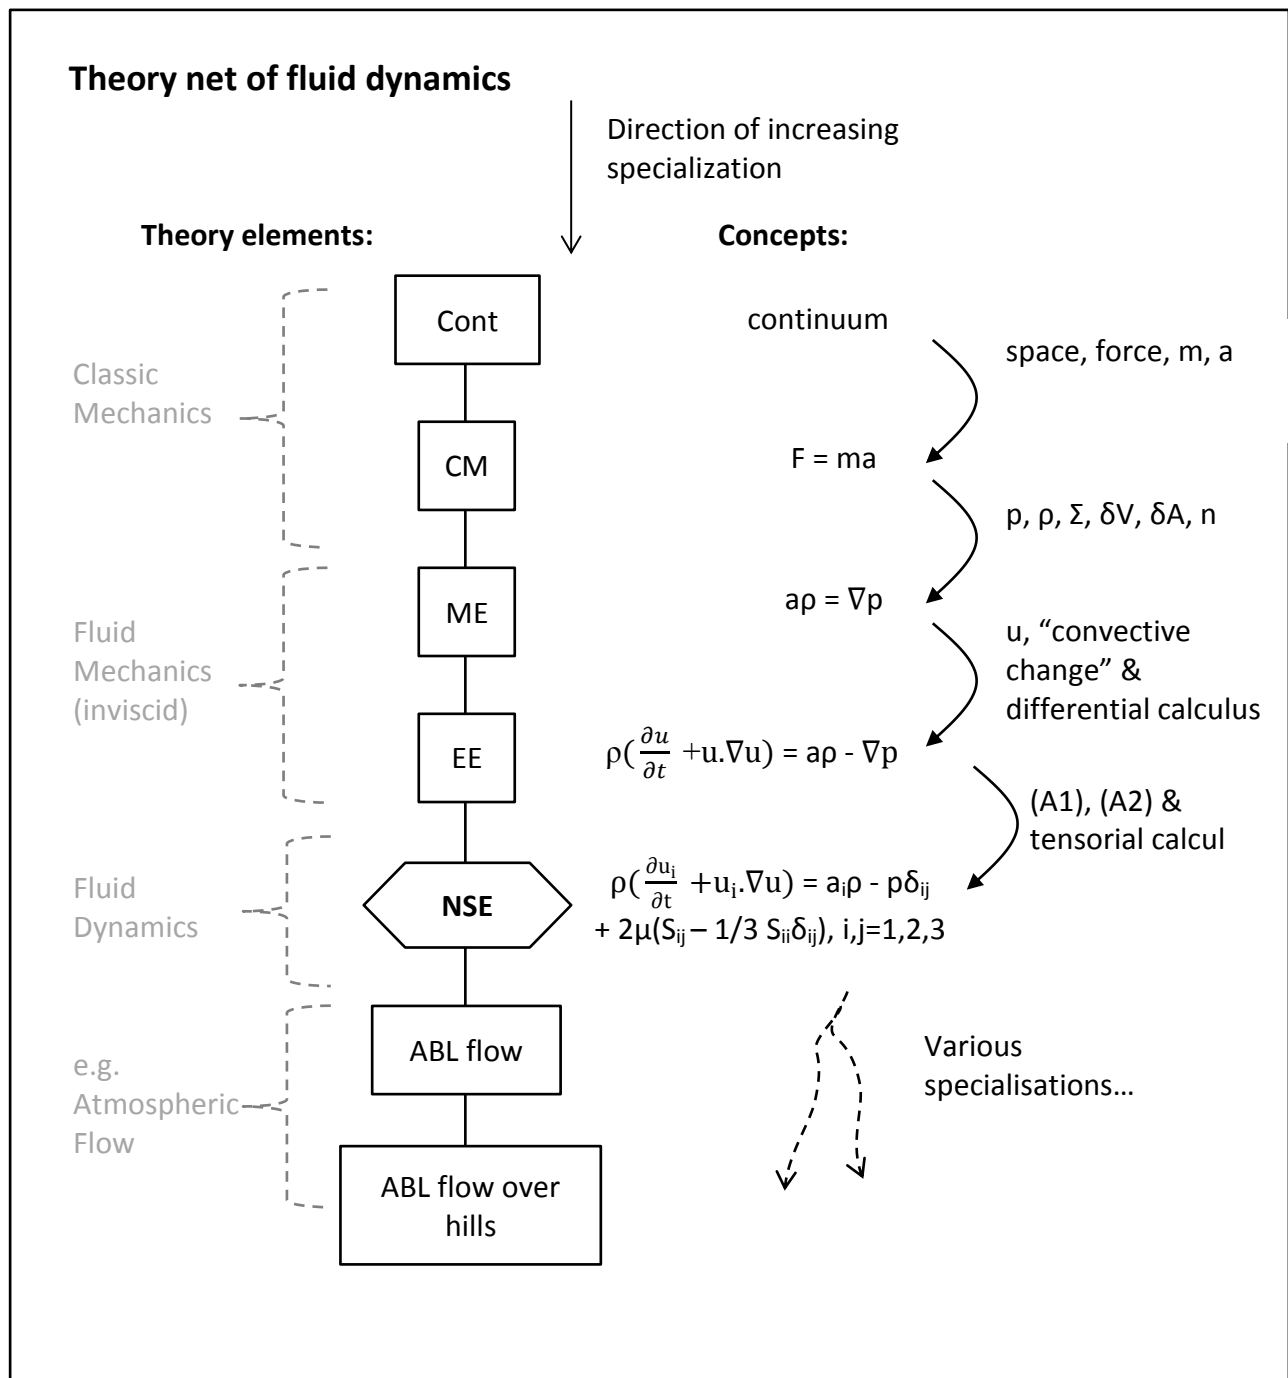 Theory net of fluid dynamics
Direction of increasing
specialization
Theory elements:
Concepts:
Cont
continuum
space, force, m, a
Classic
Mechanics
CM
F = ma
p, ρ, Σ, δV, δA, n
ME
aρ = ∇p
Fluid
Mechanics
(inviscid)
u, “convective
change” &
differential calculus
EE
ρ(∂u/∂t +u.∇u) = aρ - ∇p
(A1), (A2) &
tensorial calcul
Fluid
Dynamics
NSE
ρ(∂uᵢ/∂t +uᵢ.∇u) = aᵢρ - pδᵢⱼ
+ 2µ(Sᵢⱼ – 1/3 Sᵢᵢδᵢⱼ), i,j=1,2,3
e.g.
Atmospheric
Flow
ABL flow
Various
specialisations...
ABL flow over
hills